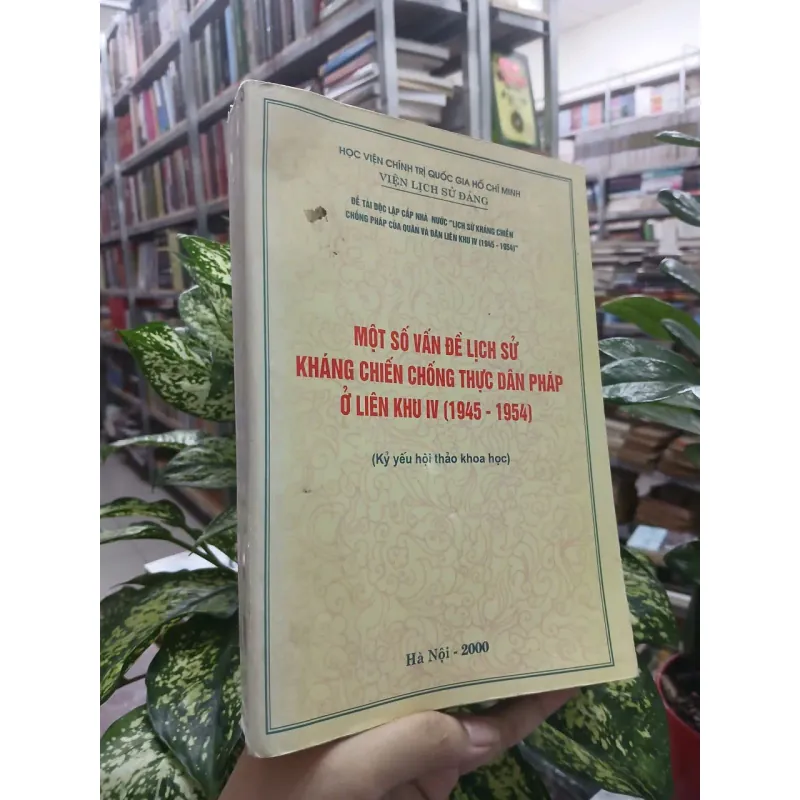 HỌC VIỆN CHÍNH TRỊ QUỐC GIA HỒ CHÍ MINH
VIỆN LỊCH SỬ ĐẢNG
ĐỀ TÀI ĐỘC LẬP CẤP NHÀ NƯỚC "LỊCH SỬ KHÁNG CHIẾN
CHỐNG PHÁP CỦA QUÂN VÀ DÂN LIÊN KHU IV (1945 - 1954)"
MỘT SỐ VẤN ĐỀ LỊCH SỬ
KHÁNG CHIẾN CHỐNG THỰC DÂN PHÁP
Ở LIÊN KHU IV (1945 - 1954)
(Kỷ yếu hội thảo khoa học)
Hà Nội - 2000